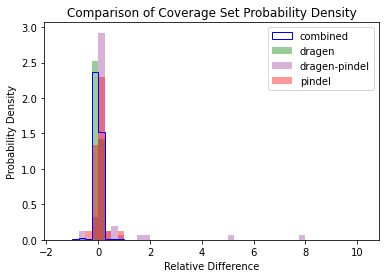 Comparison of Coverage Set Probability Density
3.0
2.5
2.0
1.5
1.0
0.5
0.0
Probability Density
combined
dragen
dragen-pindel
pindel
−2
0
2
4
6
8
10
Relative Difference